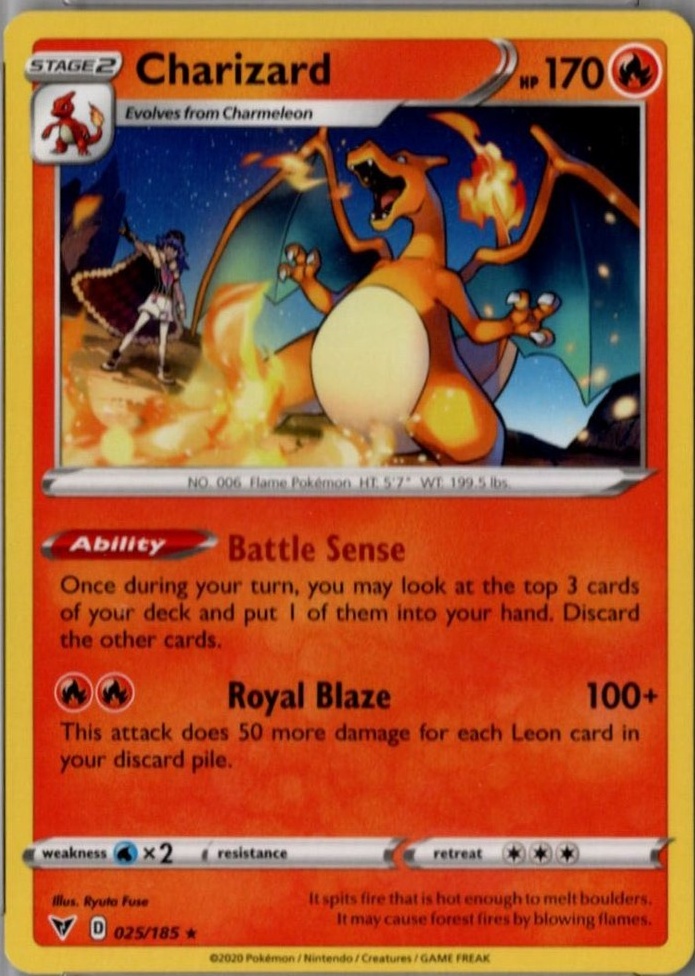 STAGE 2
Charizard
HP 170
Evolves from Charmeleon
NO. 006 Flame Pokémon HT: 5'7" WT: 199.5 lbs.
Ability Battle Sense
Once during your turn, you may look at the top 3 cards
of your deck and put 1 of them into your hand. Discard
the other cards.
Royal Blaze 100+
This attack does 50 more damage for each Leon card in
your discard pile.
weakness ×2 resistance retreat
Illus. Ryuta Fuse
It spits fire that is hot enough to melt boulders.
It may cause forest fires by blowing flames.
D 025/185 ★
©2020 Pokémon / Nintendo / Creatures / GAME FREAK